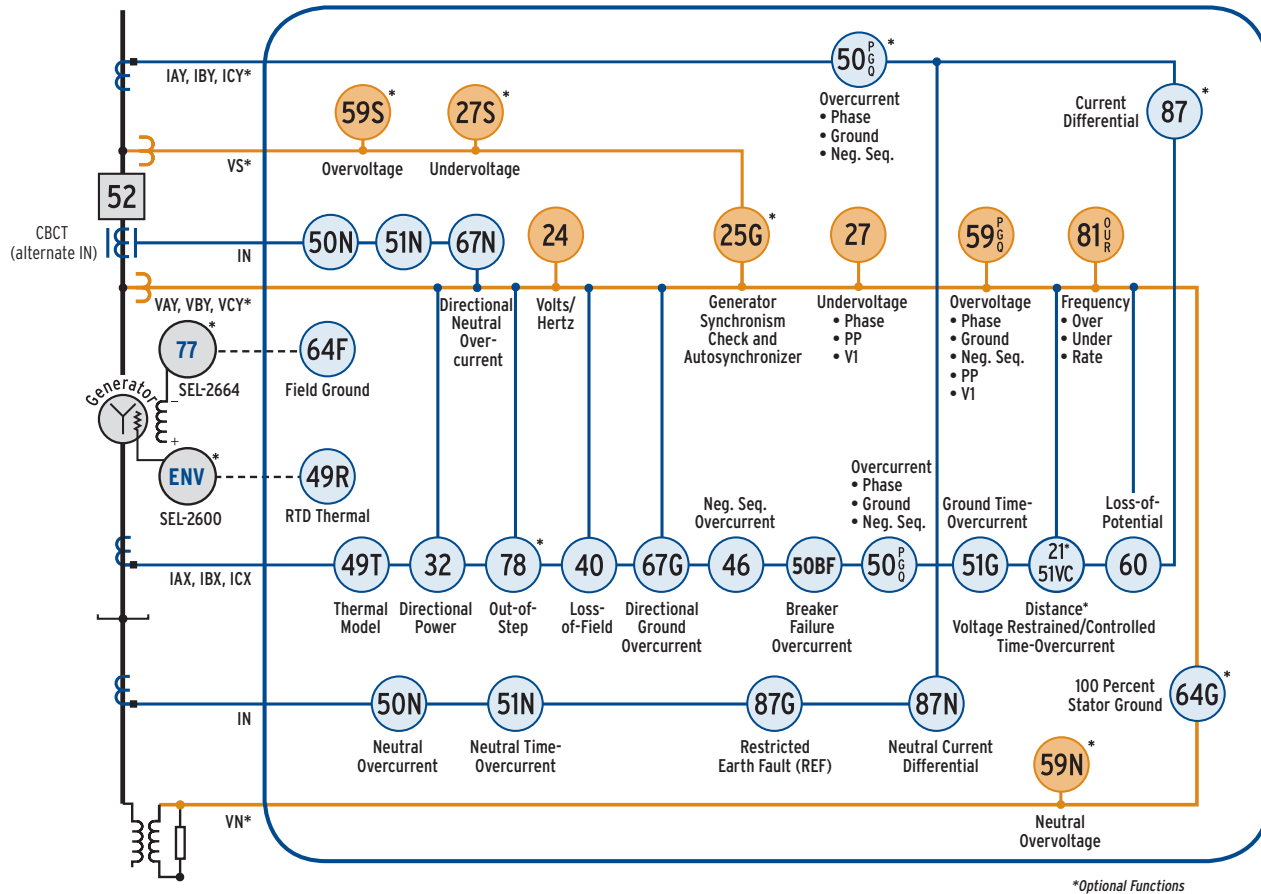 IAY, IBY, ICY*
50 P G Q *
Overcurrent
• Phase
• Ground
• Neg. Seq.
Current
Differential
87 *
59S *
27S *
VS*
Overvoltage
Undervoltage
52
CBCT
(alternate IN)
IN
50N
51N
67N
24
25G *
27
59 P G Q
81 O U R
VAY, VBY, VCY*
Directional
Neutral
Over-
current
Volts/
Hertz
Generator
Synchronism
Check and
Autosynchronizer
Undervoltage
• Phase
• PP
• V1
Overvoltage
• Phase
• Ground
• Neg. Seq.
• PP
• V1
Frequency
• Over
• Under
• Rate
77 *
SEL-2664
64F
Field Ground
Generator
–
+
ENV *
SEL-2600
49R
RTD Thermal
Neg. Seq.
Overcurrent
Overcurrent
• Phase
• Ground
• Neg. Seq.
Ground Time-
Overcurrent
Loss-of-
Potential
IAX, IBX, ICX
49T
32
78 *
40
67G
46
50BF
50 P G Q
51G
21*
51VC
60
Thermal
Model
Directional
Power
Out-of-
Step
Loss-
of-Field
Directional
Ground
Overcurrent
Breaker
Failure
Overcurrent
Distance*
Voltage Restrained/Controlled
Time-Overcurrent
IN
50N
51N
87G
87N
100 Percent
Stator Ground
64G *
Neutral
Overcurrent
Neutral Time-
Overcurrent
Restricted
Earth Fault (REF)
Neutral Current
Differential
59N *
VN*
Neutral
Overvoltage
*Optional Functions